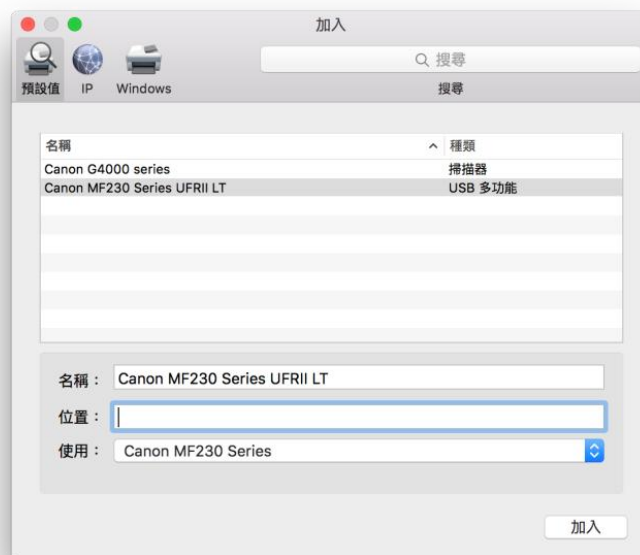 加入
搜尋
預設值 IP Windows 搜尋
名稱 種類
Canon G4000 series 掃描器
Canon MF230 Series UFRII LT USB 多功能
名稱： Canon MF230 Series UFRII LT
位置：
使用： Canon MF230 Series
加入